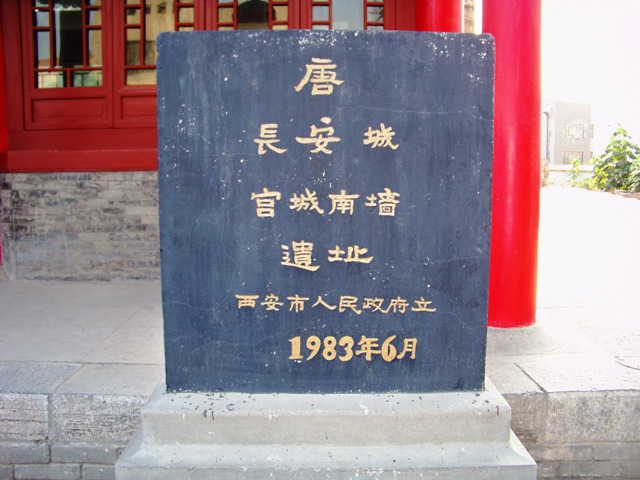 唐
長安城
宫城南墻
遺址
西安市人民政府立
1983年6月